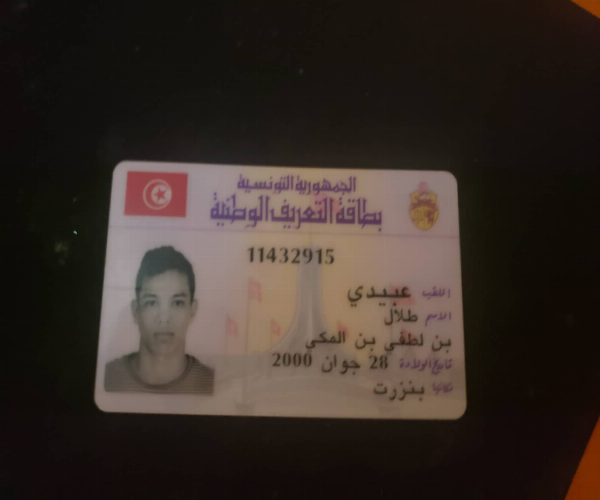 الجمهورية التونسية
بطاقة التعريف الوطنية
11432915
اللقب عبيدي
الاسم طلال
بن لطفي بن المكي
تاريخ الولادة 28 جوان 2000
مكانها بنزرت